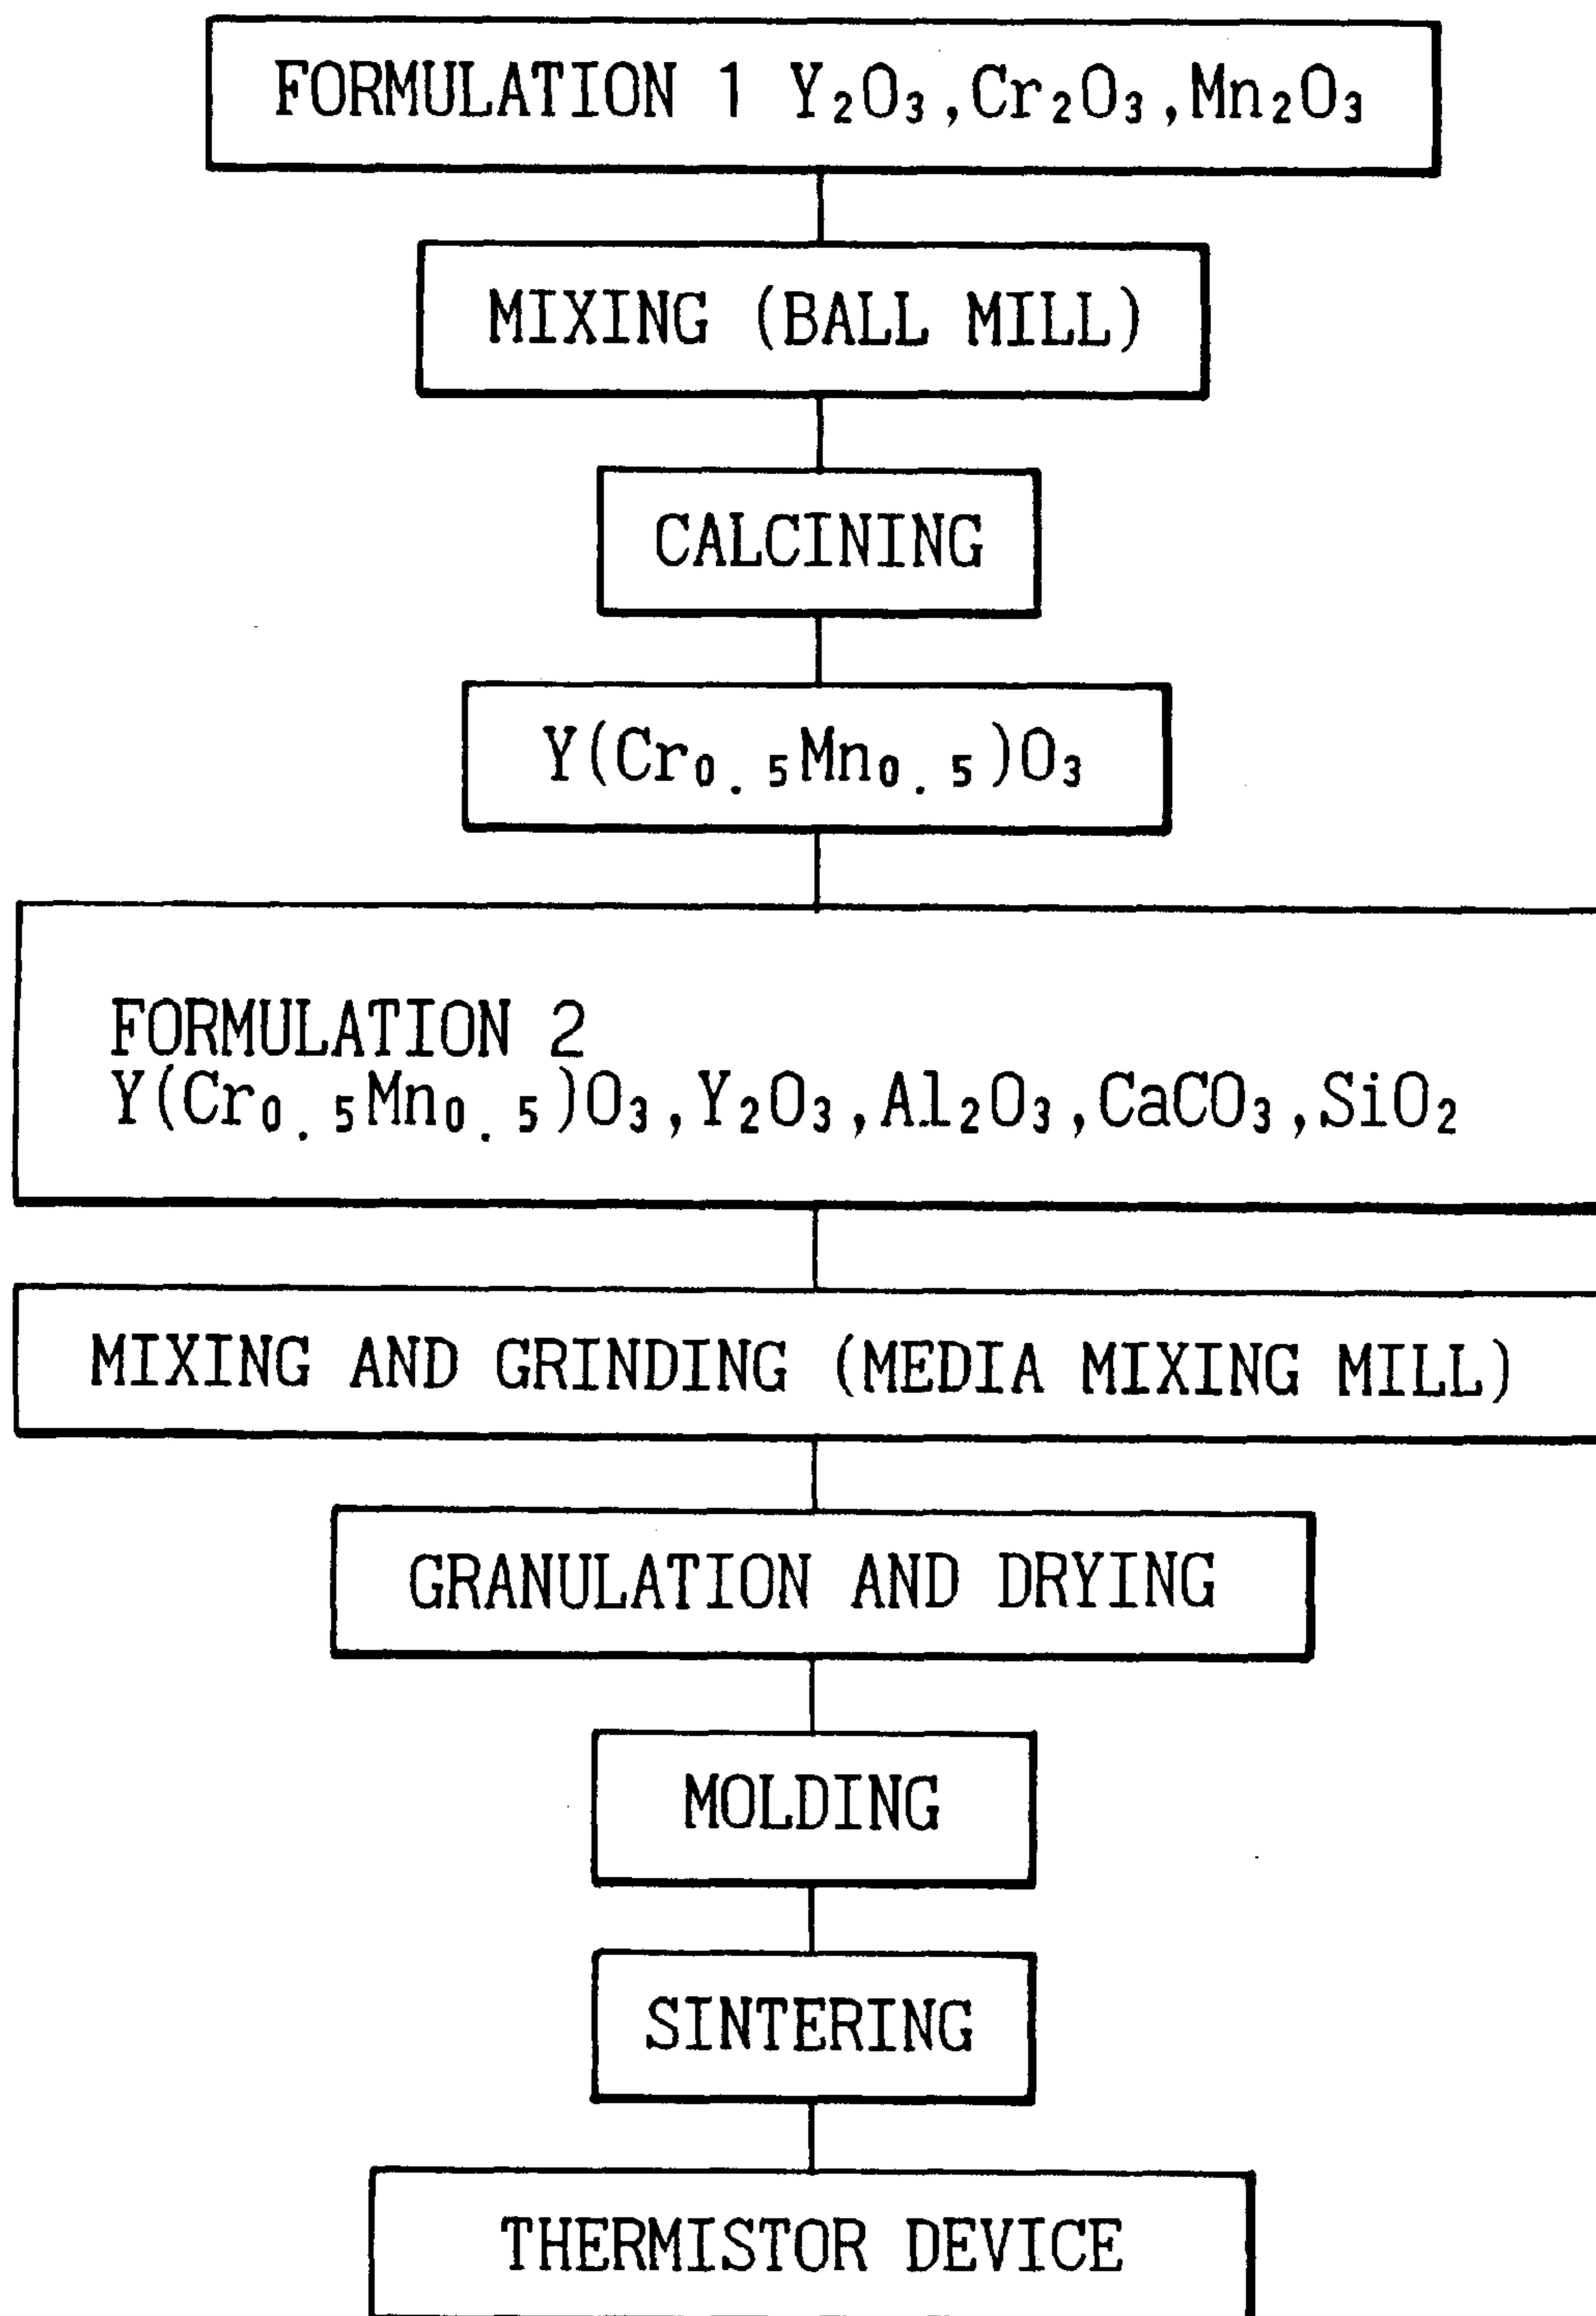 FORMULATION 1 Y₂O₃,Cr₂O₃,Mn₂O₃
MIXING (BALL MILL)
CALCINING
Y(Cr₀.₅Mn₀.₅)O₃
FORMULATION 2
Y(Cr₀.₅Mn₀.₅)O₃,Y₂O₃,Al₂O₃,CaCO₃,SiO₂
MIXING AND GRINDING (MEDIA MIXING MILL)
GRANULATION AND DRYING
MOLDING
SINTERING
THERMISTOR DEVICE